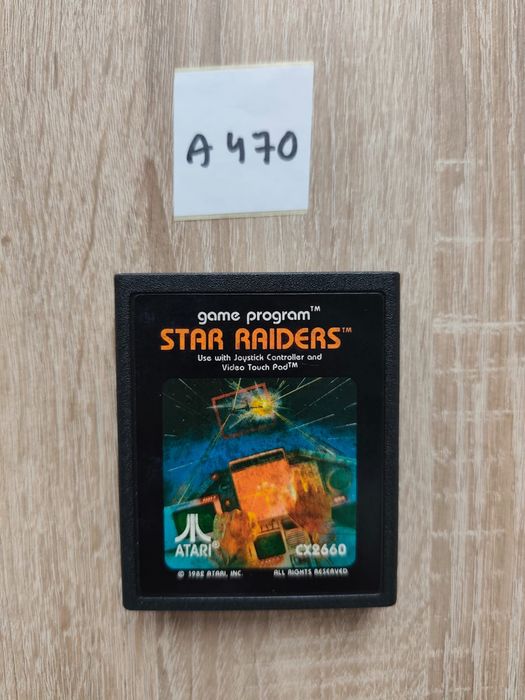 A 470
game program™
STAR RAIDERS™
Use with Joystick Controller and
Video Touch Pad™
ATARI®
CX2660
© 1982 ATARI, INC.
ALL RIGHTS RESERVED